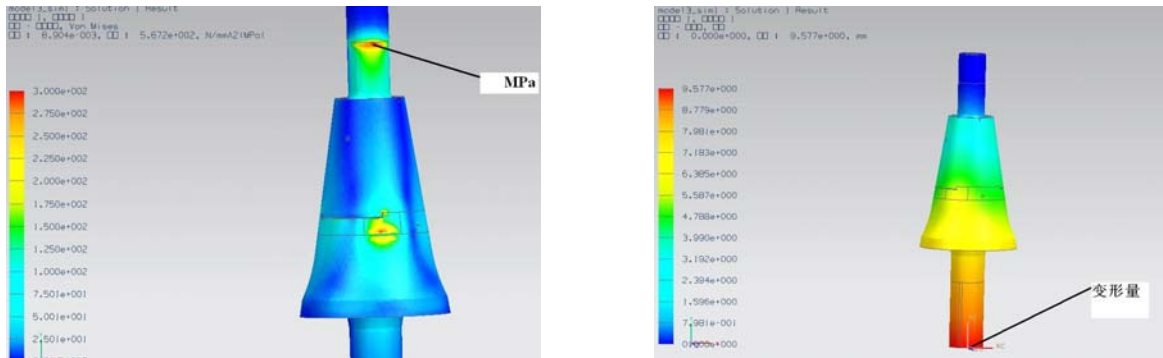 model3_sim1 : Solution 1 Result
Von Mises
8.904e-003, 5.672e+002, N/mm^2(MPa)
3.000e+002
2.750e+002
2.500e+002
2.250e+002
2.000e+002
1.750e+002
1.500e+002
1.250e+002
1.000e+002
7.501e+001
5.001e+001
2.501e+001
MPa
model3_sim1 : Solution 1 Result
0.000e+000, 9.577e+000, mm
9.577e+000
8.779e+000
7.981e+000
7.183e+000
6.385e+000
5.587e+000
4.788e+000
3.990e+000
3.192e+000
2.394e+000
1.596e+000
7.981e-001
0.000e+000
变形量
XC